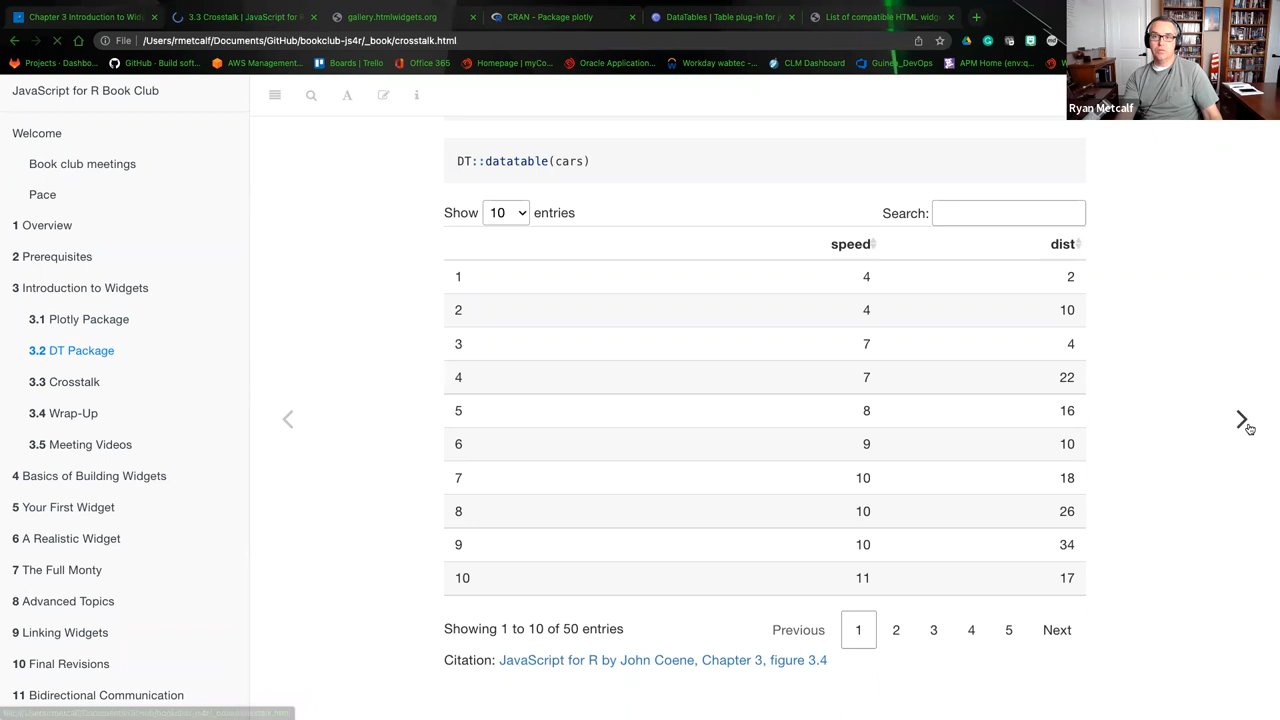 Chapter 3 Introduction to Wid
3.3 Crosstalk | JavaScript for R
gallery.htmlwidgets.org
CRAN - Package plotly
DataTables | Table plug-in for
List of compatible HTML widg
File | /Users/rmetcalf/Documents/GitHub/bookclub-js4r/_book/crosstalk.html
Projects · Dashbo...
GitHub · Build soft...
AWS Management...
Boards | Trello
Office 365
Homepage | myCo...
Oracle Application...
Workday wabtec -...
CLM Dashboard
Guinea_DevOps
APM Home (env:q...
Ryan Metcalf
JavaScript for R Book Club
Welcome
Book club meetings
Pace
1 Overview
2 Prerequisites
3 Introduction to Widgets
3.1 Plotly Package
3.2 DT Package
3.3 Crosstalk
3.4 Wrap-Up
3.5 Meeting Videos
4 Basics of Building Widgets
5 Your First Widget
6 A Realistic Widget
7 The Full Monty
8 Advanced Topics
9 Linking Widgets
10 Final Revisions
11 Bidirectional Communication
DT::datatable(cars)
Show 10 entries
Search:
speed dist
1 4 2
2 4 10
3 7 4
4 7 22
5 8 16
6 9 10
7 10 18
8 10 26
9 10 34
10 11 17
Showing 1 to 10 of 50 entries
Previous 1 2 3 4 5 Next
Citation: JavaScript for R by John Coene, Chapter 3, figure 3.4